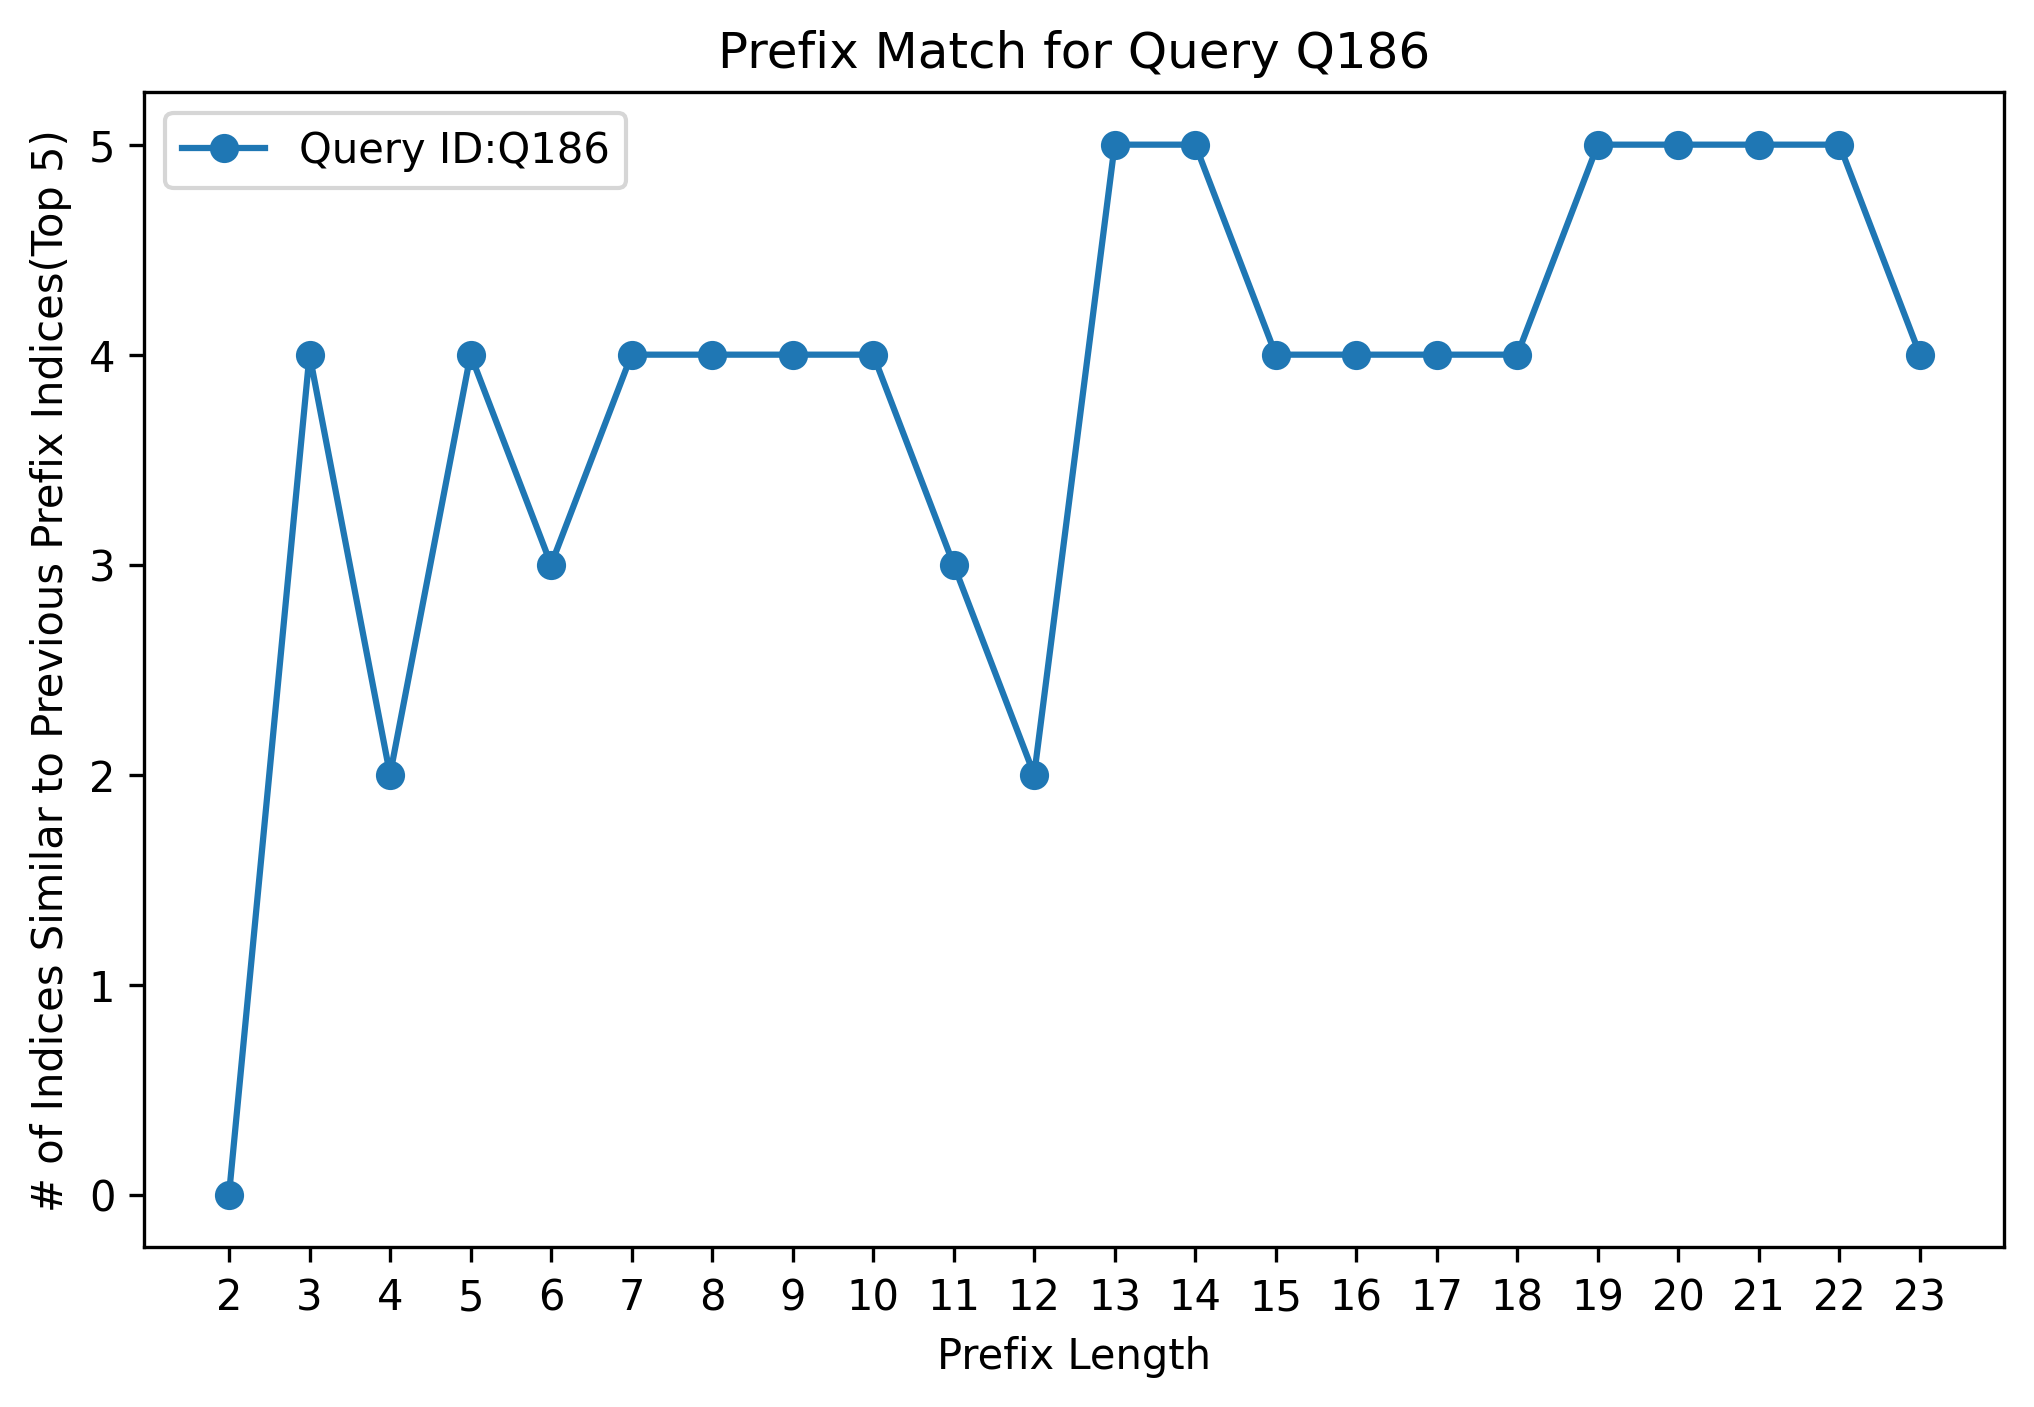 Prefix Match for Query Q186
Query ID:Q186
# of Indices Similar to Previous Prefix Indices(Top 5)
5
4
3
2
1
0
2 3 4 5 6 7 8 9 10 11 12 13 14 15 16 17 18 19 20 21 22 23
Prefix Length